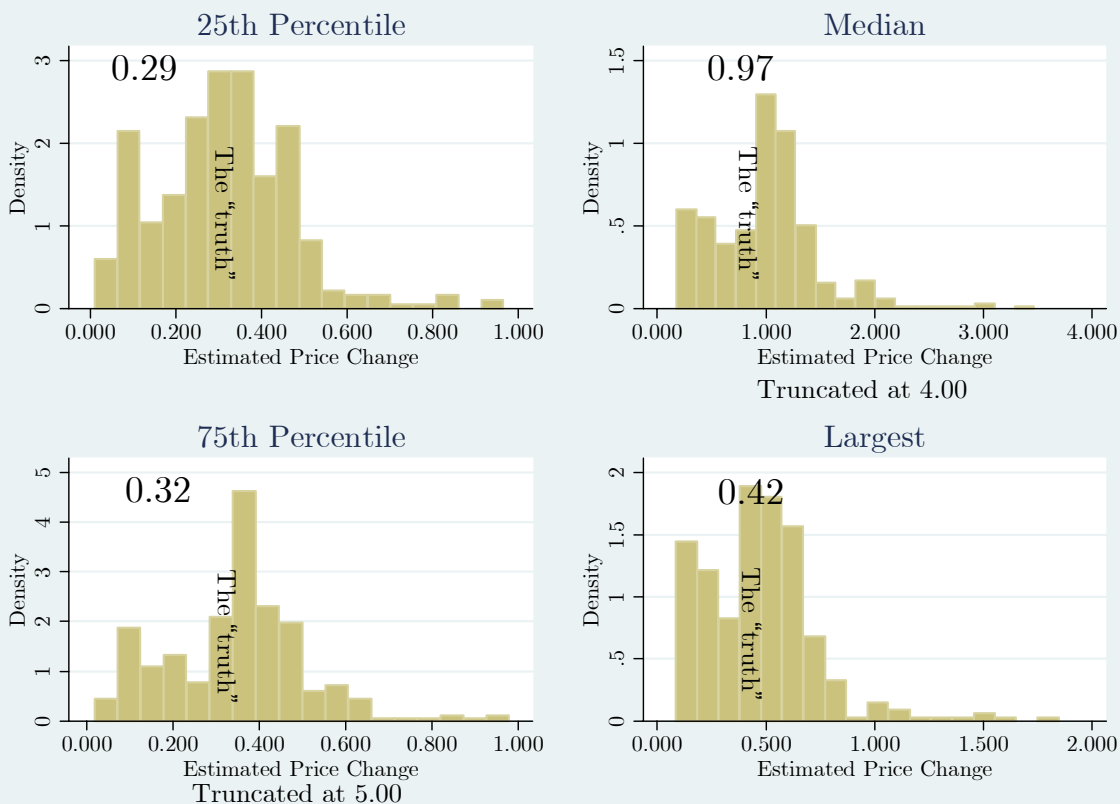 25th Percentile
0.29
Density
0 1 2 3
The “truth”
0.000 0.200 0.400 0.600 0.800 1.000
Estimated Price Change
Median
0.97
Density
0 .5 1 1.5
The “truth”
0.000 1.000 2.000 3.000 4.000
Estimated Price Change
Truncated at 4.00
75th Percentile
0.32
Density
0 1 2 3 4 5
The “truth”
0.000 0.200 0.400 0.600 0.800 1.000
Estimated Price Change
Truncated at 5.00
Largest
0.42
Density
0 .5 1 1.5 2
The “truth”
0.000 0.500 1.000 1.500 2.000
Estimated Price Change